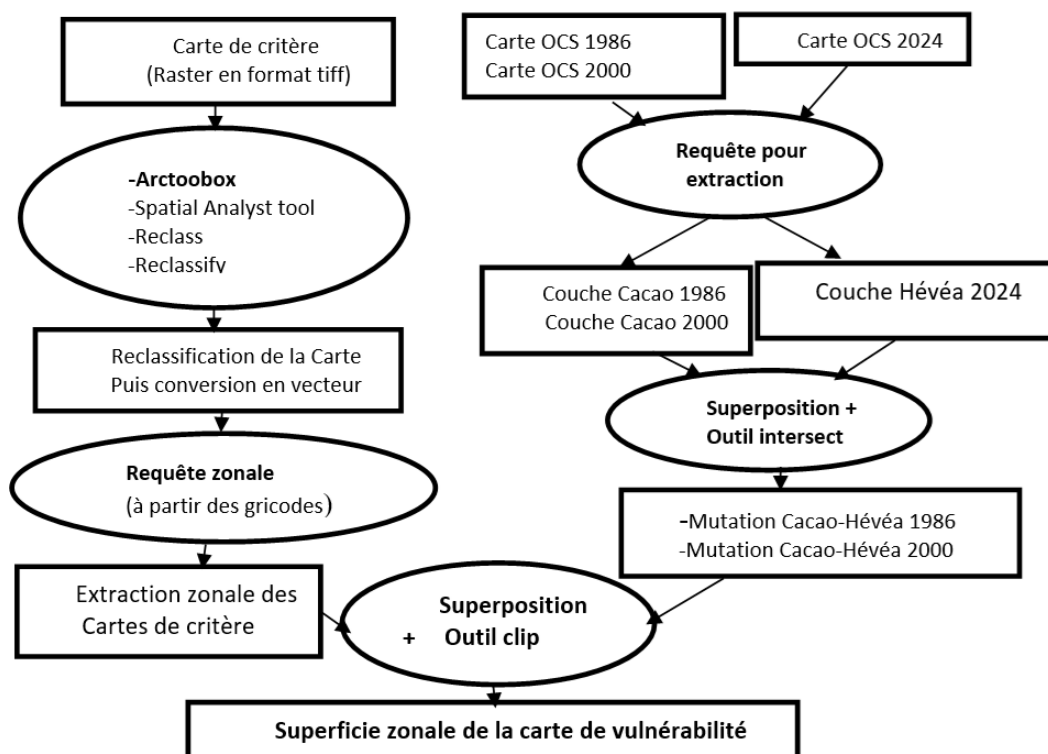 Carte de critère
(Raster en format tiff)
Carte OCS 1986
Carte OCS 2000
Carte OCS 2024
-Arctoobox
-Spatial Analyst tool
-Reclass
-Reclassifv
Requête pour
extraction
Couche Cacao 1986
Couche Cacao 2000
Couche Hévéa 2024
Reclassification de la Carte
Puis conversion en vecteur
Superposition +
Outil intersect
Requête zonale
(à partir des gricodes)
-Mutation Cacao-Hévéa 1986
-Mutation Cacao-Hévéa 2000
Extraction zonale des
Cartes de critère
Superposition
+ Outil clip
Superficie zonale de la carte de vulnérabilité